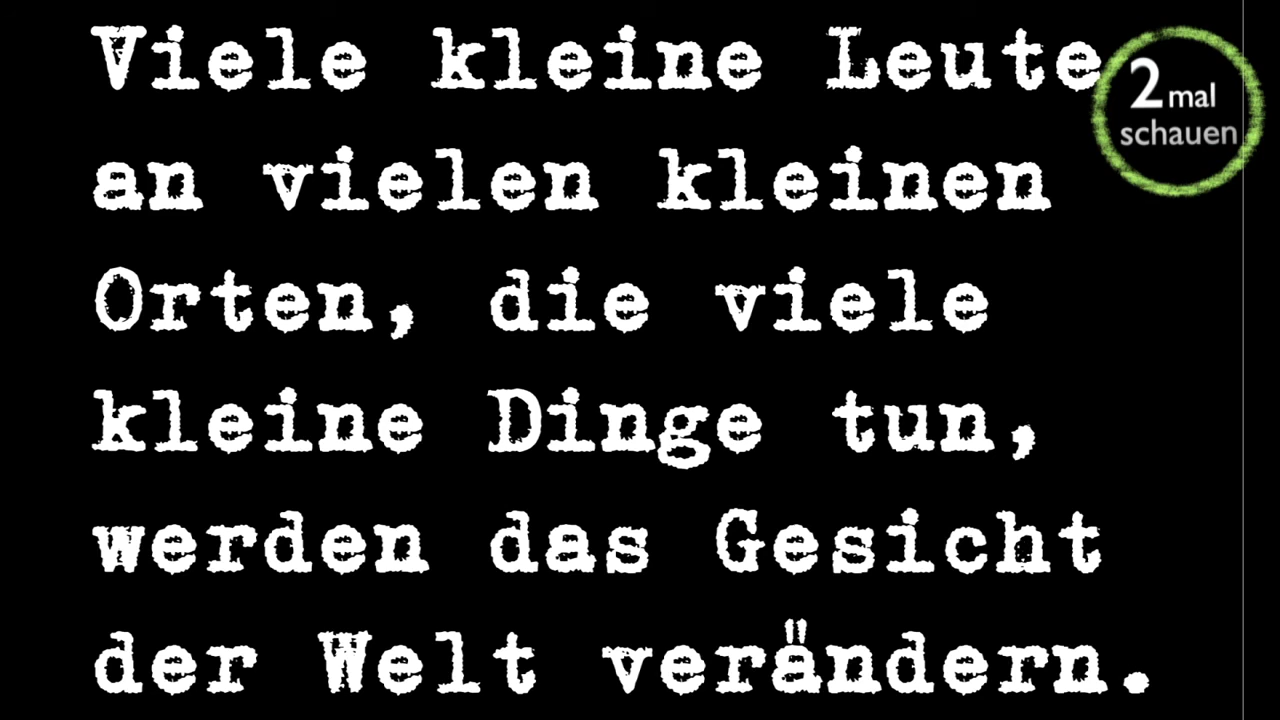 Viele kleine Leute
an vielen kleinen
Orten, die viele
kleine Dinge tun,
werden das Gesicht
der Welt verändern.
2 mal
schauen